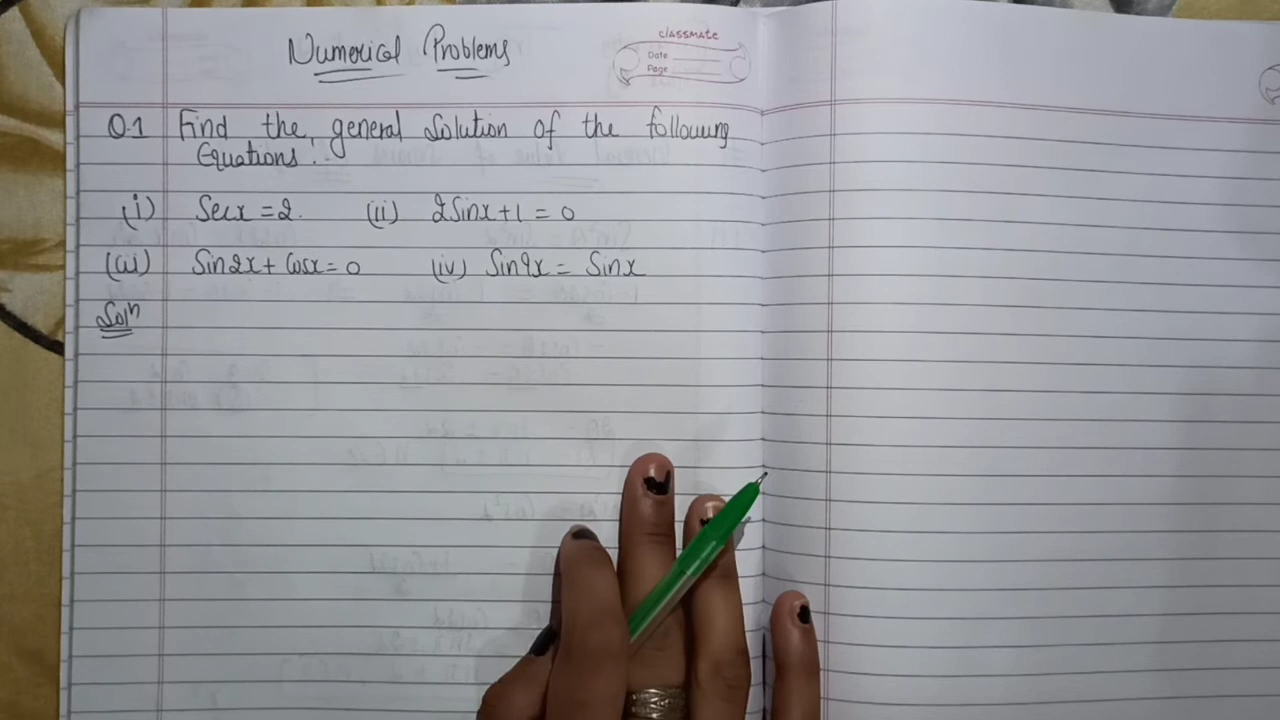 Numerical Problems
classmate
Date
Page
Q.1 Find the general Solution of the following
Equations:
(i) Secx = 2. (ii) 2Sinx+1 = 0
(iii) Sin2x + Cosx = 0 (iv) Sin9x = Sinx
Solⁿ